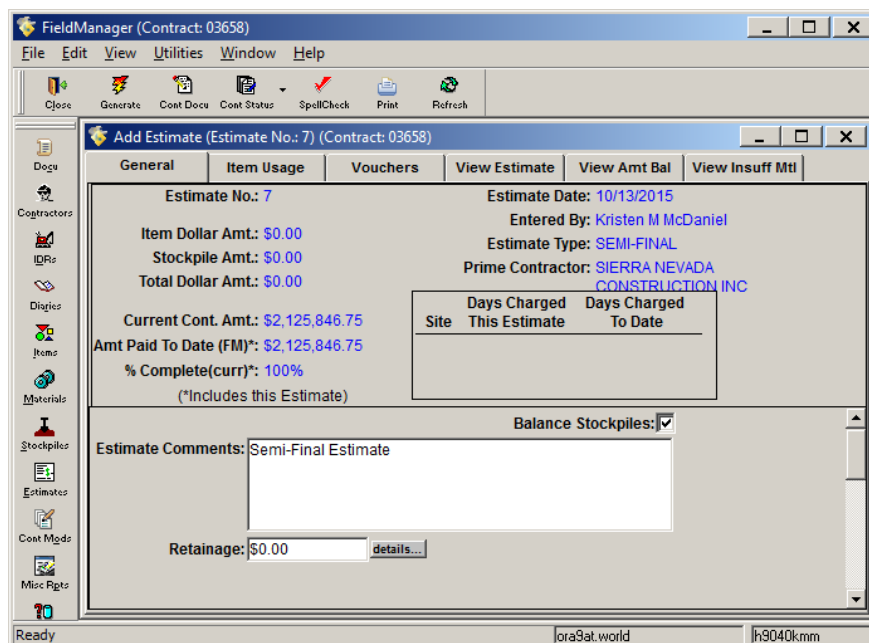 FieldManager (Contract: 03658)
File Edit View Utilities Window Help
Close Generate Cont Docu Cont Status SpellCheck Print Refresh
Add Estimate (Estimate No.: 7) (Contract: 03658)
General Item Usage Vouchers View Estimate View Amt Bal View Insuff Mtl
Docu
Contractors
IDRs
Diaries
Items
Materials
Stockpiles
Estimates
Cont Mods
Misc Rpts
Estimate No.: 7
Item Dollar Amt.: $0.00
Stockpile Amt.: $0.00
Total Dollar Amt.: $0.00
Current Cont. Amt.: $2,125,846.75
Amt Paid To Date (FM)*: $2,125,846.75
% Complete(curr)*: 100%
(*Includes this Estimate)
Estimate Date: 10/13/2015
Entered By: Kristen M McDaniel
Estimate Type: SEMI-FINAL
Prime Contractor: SIERRA NEVADA
CONSTRUCTION INC
Days Charged Days Charged
Site This Estimate To Date
Balance Stockpiles:
Estimate Comments: Semi-Final Estimate
Retainage: $0.00 details...
Ready ora9at.world h9040kmm